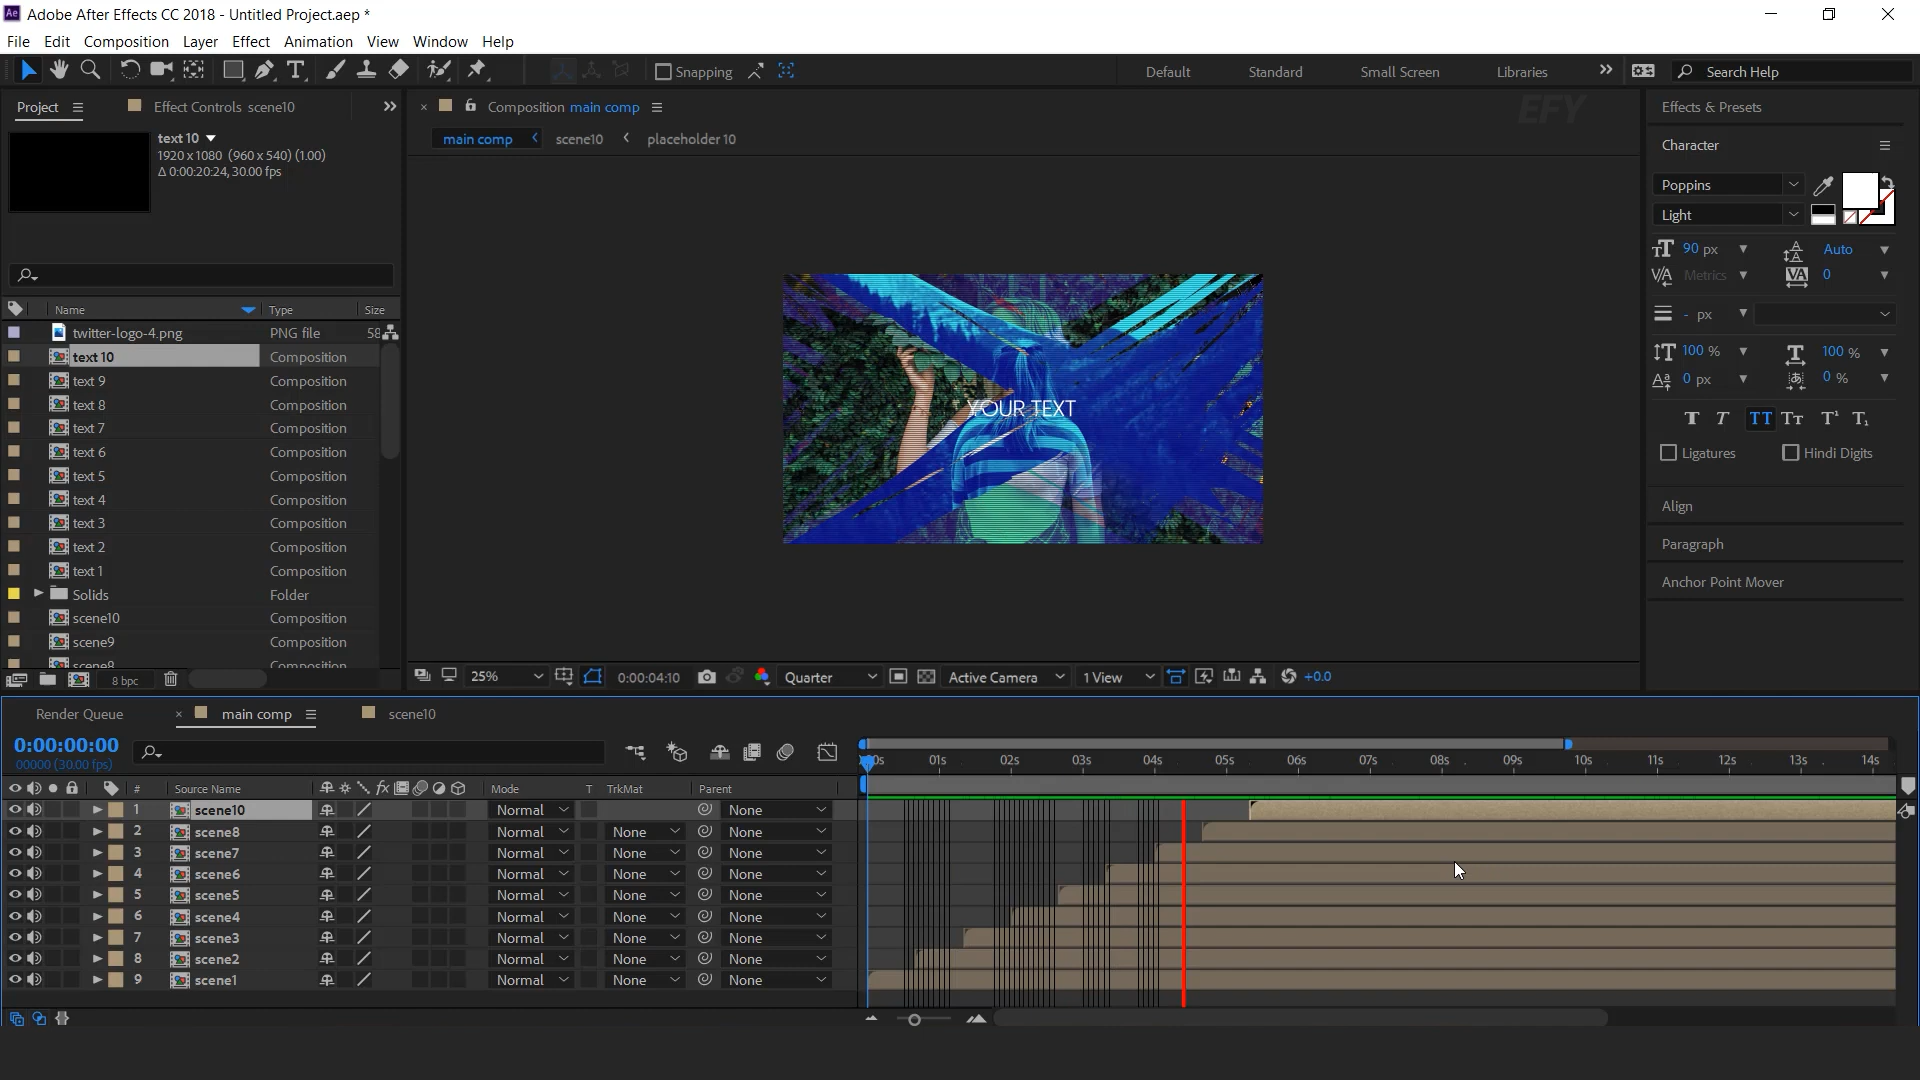 Ae Adobe After Effects CC 2018 - Untitled Project.aep *
File Edit Composition Layer Effect Animation View Window Help
Snapping Default Standard Small Screen Libraries Search Help
Project Effect Controls scene10
text 10
1920 x 1080 (960 x 540) (1.00)
Δ 0:00:20:24, 30.00 fps
Name Type Size
twitter-logo-4.png PNG file 58
text 10 Composition
text 9 Composition
text 8 Composition
text 7 Composition
text 6 Composition
text 5 Composition
text 4 Composition
text 3 Composition
text 2 Composition
text 1 Composition
Solids Folder
scene10 Composition
scene9 Composition
scene8 Composition
8 bpc
Composition main comp
main comp scene10 placeholder 10
EFY
YOUR TEXT
25% 0:00:04:10 Quarter Active Camera 1 View +0.0
Effects & Presets
Character
Poppins
Light
90 px Auto
Metrics 0
- px
100 % 100 %
0 px 0 %
T T TT Tт T¹ T₁
Ligatures Hindi Digits
Align
Paragraph
Anchor Point Mover
Render Queue main comp scene10
0:00:00:00
00000 (30.00 fps)
01s 02s 03s 04s 05s 06s 07s 08s 09s 10s 11s 12s 13s 14s
# Source Name fx Mode T TrkMat Parent
1 scene10 Normal None
2 scene8 Normal None None
3 scene7 Normal None None
4 scene6 Normal None None
5 scene5 Normal None None
6 scene4 Normal None None
7 scene3 Normal None None
8 scene2 Normal None None
9 scene1 Normal None None